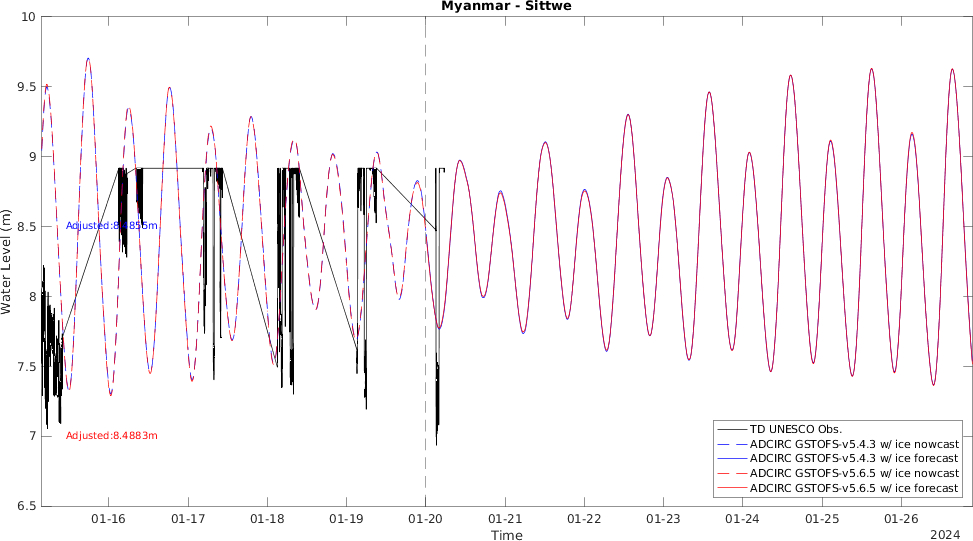 Myanmar - Sittwe
Water Level (m)
10
9.5
9
8.5
8
7.5
7
6.5
Adjusted:8.4855m
Adjusted:8.4883m
TD UNESCO Obs.
ADCIRC GSTOFS-v5.4.3 w/ ice nowcast
ADCIRC GSTOFS-v5.4.3 w/ ice forecast
ADCIRC GSTOFS-v5.6.5 w/ ice nowcast
ADCIRC GSTOFS-v5.6.5 w/ ice forecast
01-16 01-17 01-18 01-19 01-20 01-21 01-22 01-23 01-24 01-25 01-26
Time
2024